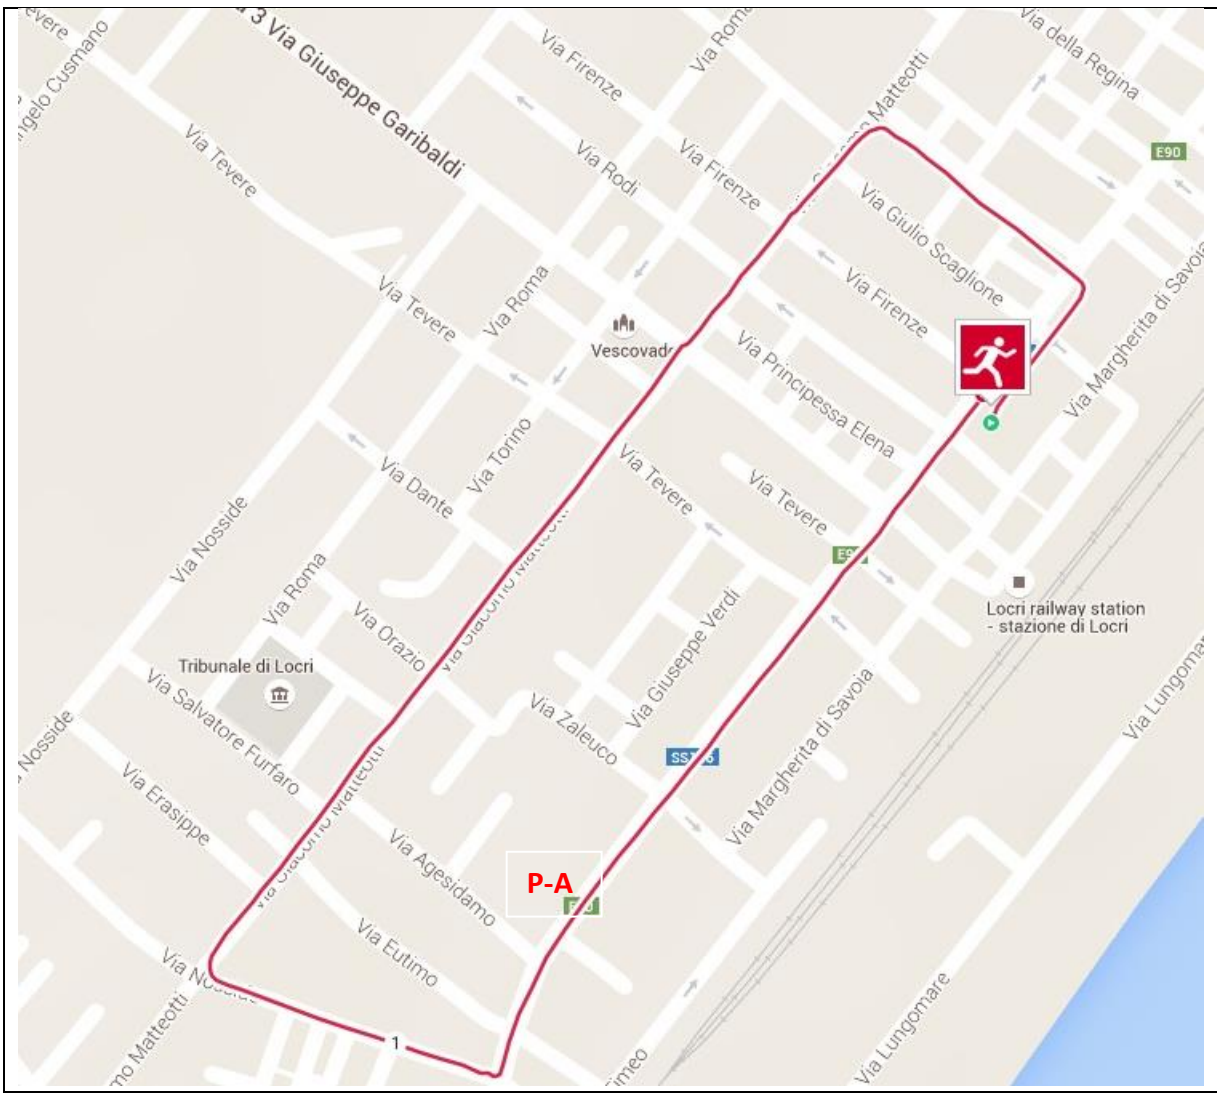 Via Roma
Via della Regina
3 Via Giuseppe Garibaldi
Via Firenze
Matteotti
E90
Via Tevere
Via Rodi
Via Firenze
Via Giulio Scaglione
Via Margherita di Savoia
Via Roma
Via Firenze
Via Tevere
Vescovado
Via Principessa Elena
Via Torino
Via Tevere
Via Dante
Via Tevere
Via Nosside
Via Roma
Locri railway station
- stazione di Locri
Via Giuseppe Verdi
Via Orazio
Via Giacomo Matteotti
Tribunale di Locri
Via Salvatore Furfaro
Via Zaleuco
Via Margherita di Savoia
Via Lungomare
Nosside
Via Erasippe
Via Giacomo Matteotti
Via Agesidamo
P-A
Via Eutimo
Via Nosside
Via Lungomare
1
Matteotti